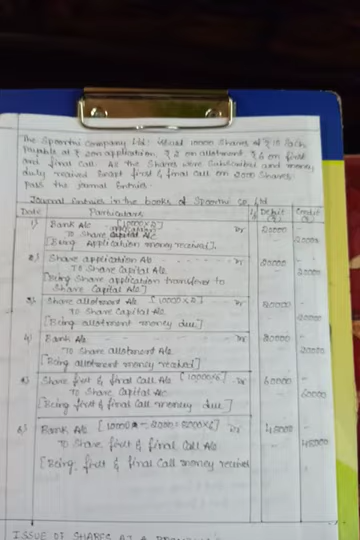 The Spoorthi Company Ltd: issued 10000 Shares of ₹10 Each
Payable at ₹2 on application, ₹2 on allotment ₹6 on first
and final Call. All the Shares were Subscribed and money
duly received Except first & final Call on 2000 Shares
Pass the Journal Entries.
Journal Entries in the books of Spoorthi Co. Ltd
Date Particulars L.F Debit (₹) Credit (₹)
1) Bank A/c [10000×2] Dr 20000
To Share application A/c 20000
[Being Application money received].
2) Share application A/c Dr 20000
To Share Capital A/c. 20000
[Being Share application transfer to
Share Capital A/c]
3) Share allotment A/c [10000×2] Dr 20000
To Share Capital A/c 20000
[Being allotment money due]
4) Bank A/c Dr 20000 -
To Share allotment A/c - 20000
[Being allotment money received]
5) Share first & final Call A/c [10000×6] Dr 60000 -
To Share Capital A/c - 60000
[Being first & final Call money due]
6) Bank A/c [10000 - 2000 = 8000×6] Dr 48000 -
To Share first & final Call A/c - 48000
[Being, first & final Call money received
ISSUE OF SHARES AT A